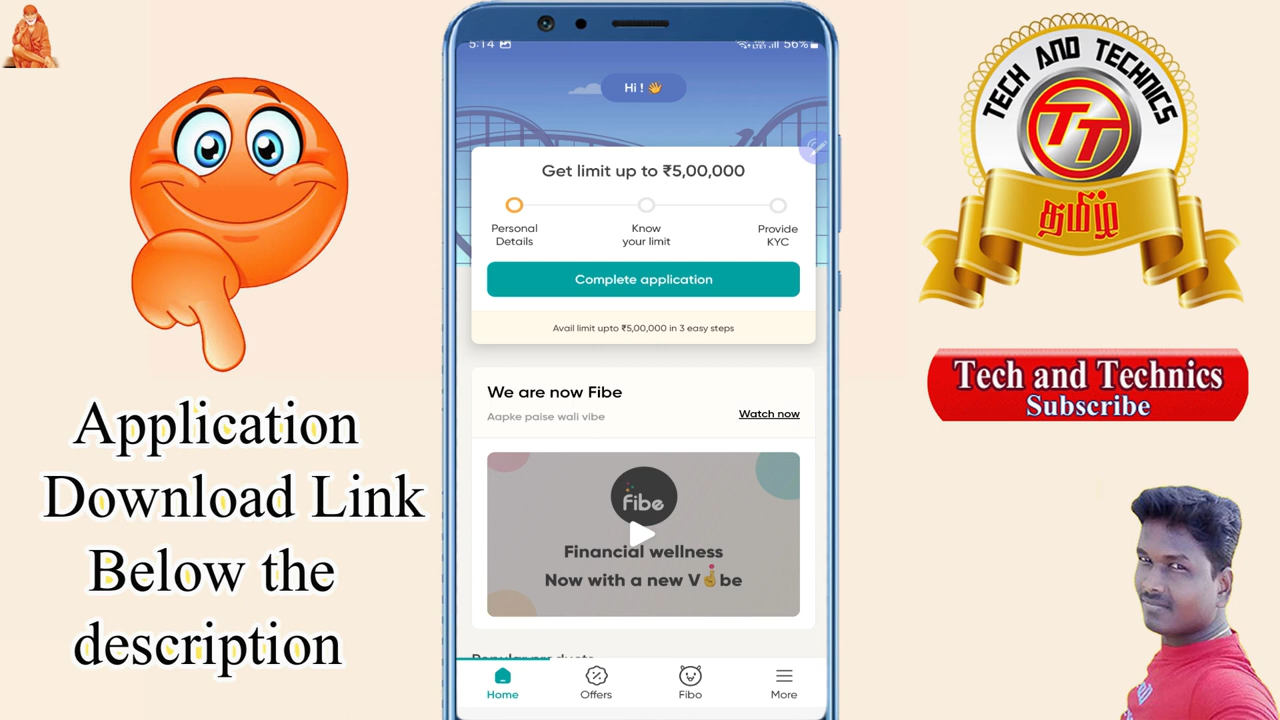 Application
Download Link
Below the
description
5:14
56%
Hi !
Get limit up to ₹5,00,000
Personal
Details
Know
your limit
Provide
KYC
Complete application
Avail limit upto ₹5,00,000 in 3 easy steps
We are now Fibe
Aapke paise wali vibe
Watch now
fibe
Financial wellness
Now with a new V be
Popular products
Home
Offers
Fibo
More
TECH AND TECHNICS
TT
தமிழ்
Tech and Technics
Subscribe